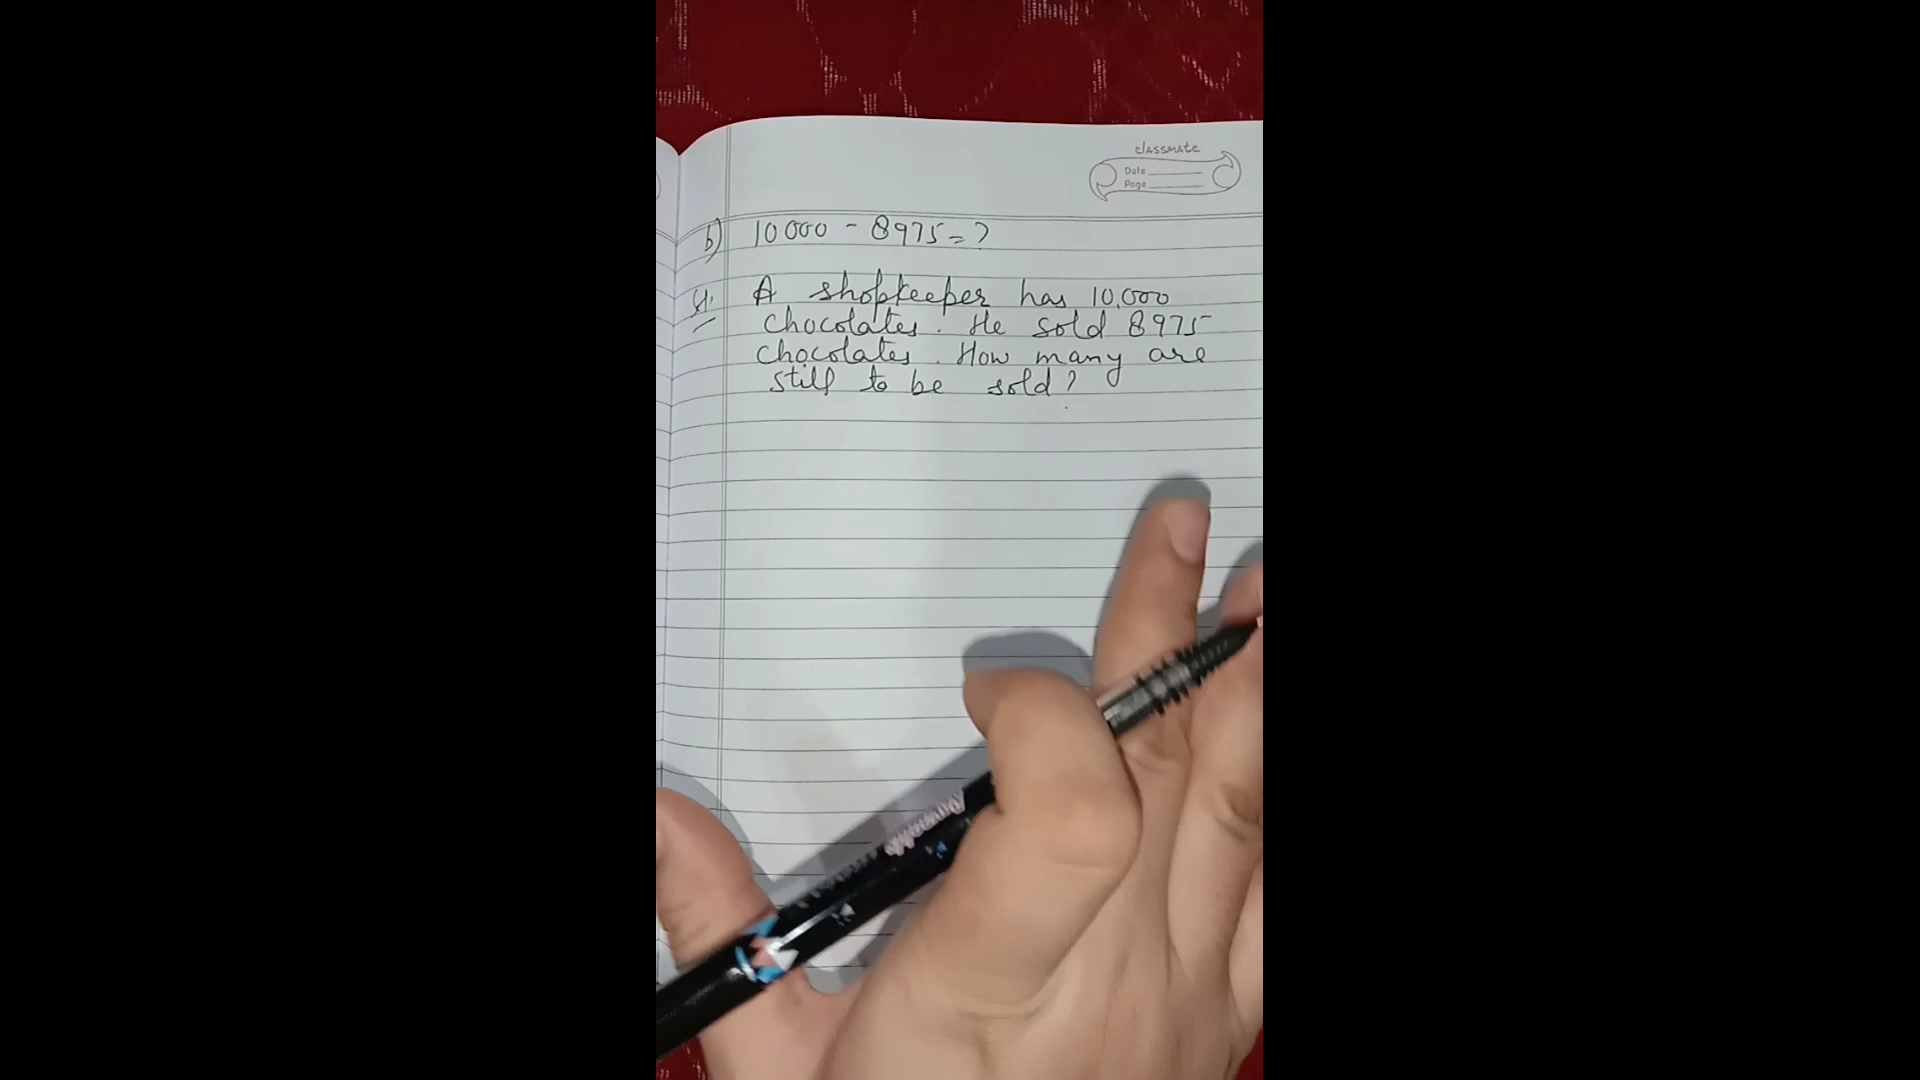 classmate
Date
Page
b) 10000 - 8975 = ?
A shopkeeper has 10,000
chocolates. He sold 8975
chocolates. How many are
still to be sold?